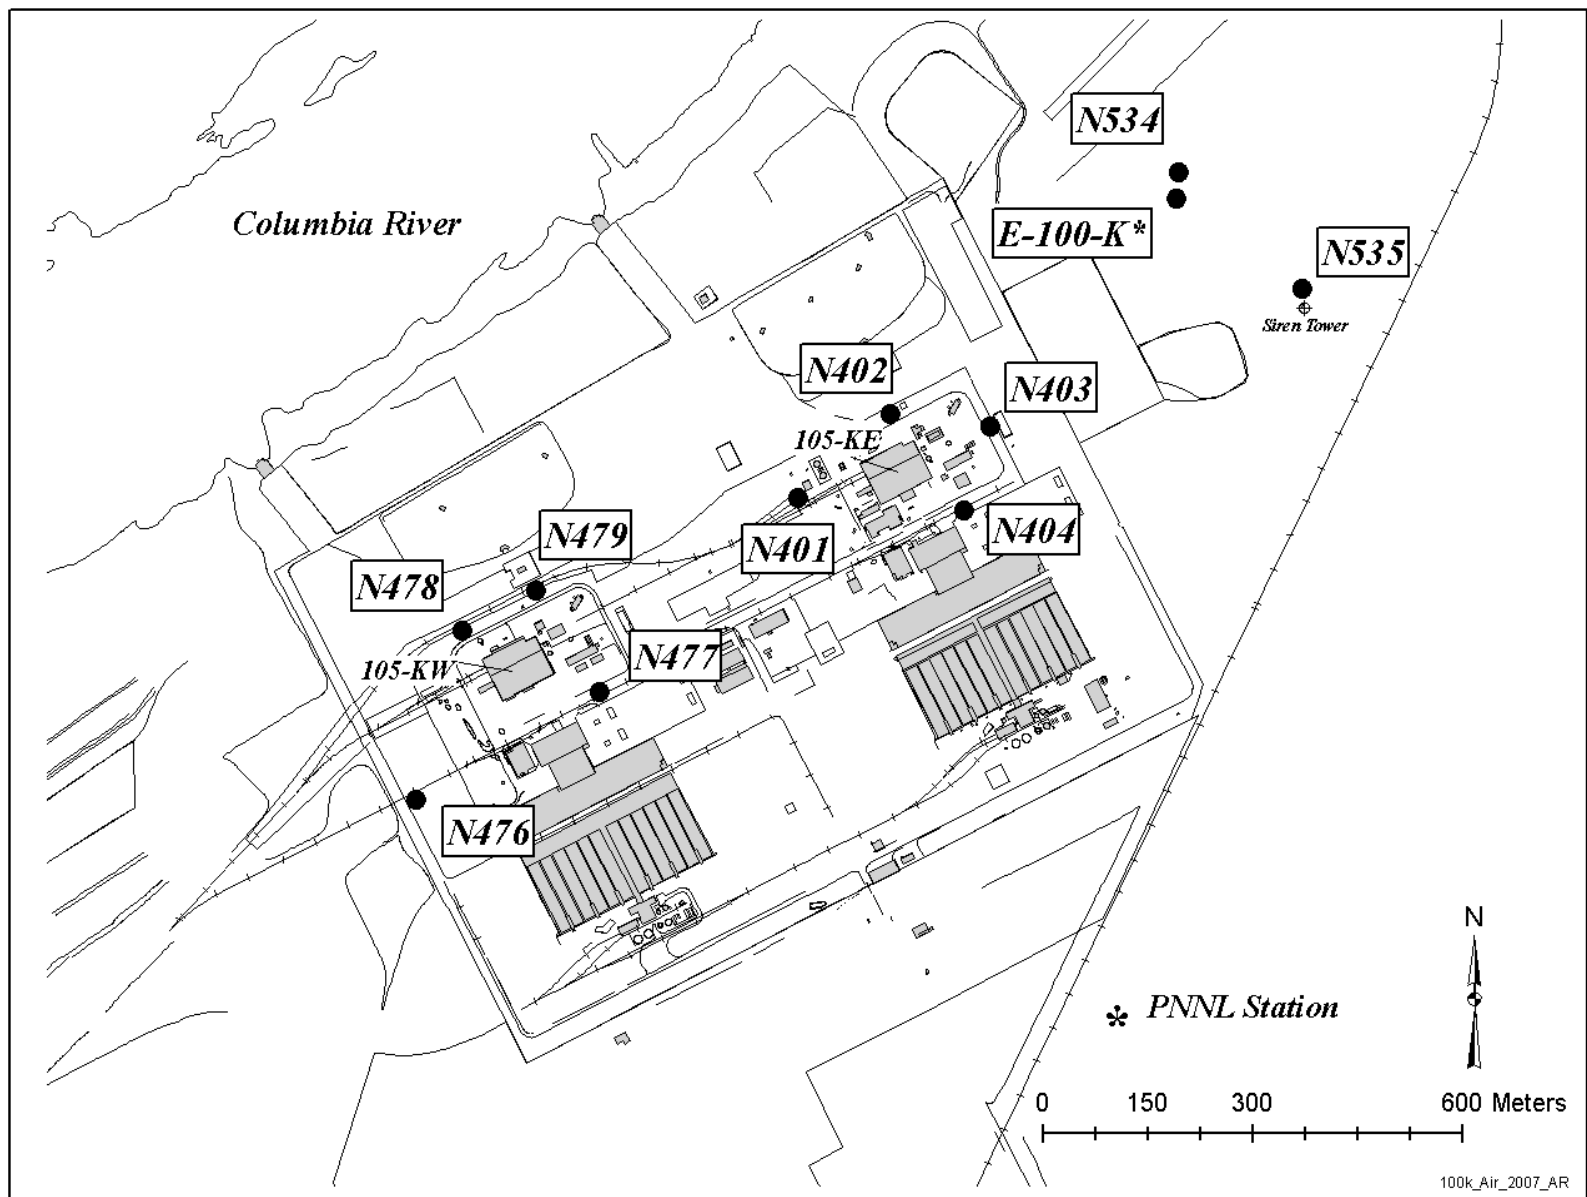 N534
Columbia River
E-100-K*
N535
Siren Tower
N402
N403
105-KE
N479
N401
N404
N478
105-KW
N477
N476
N
* PNNL Station
0 150 300 600 Meters
100k_Air_2007_AR